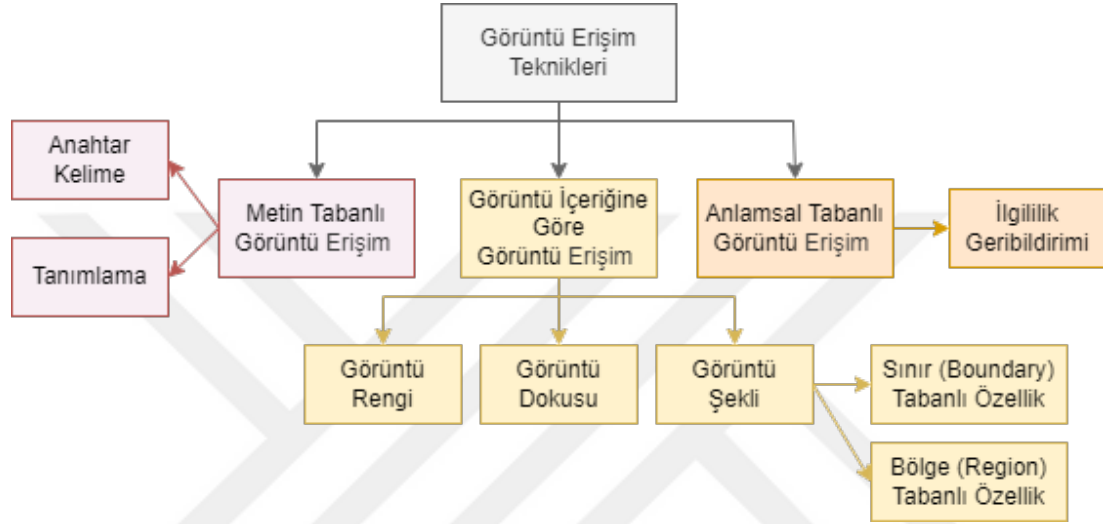 Görüntü Erişim
Teknikleri
Anahtar
Kelime
Tanımlama
Metin Tabanlı
Görüntü Erişim
Görüntü İçeriğine
Göre
Görüntü Erişim
Anlamsal Tabanlı
Görüntü Erişim
İlgililik
Geribildirimi
Görüntü
Rengi
Görüntü
Dokusu
Görüntü
Şekli
Sınır (Boundary)
Tabanlı Özellik
Bölge (Region)
Tabanlı Özellik